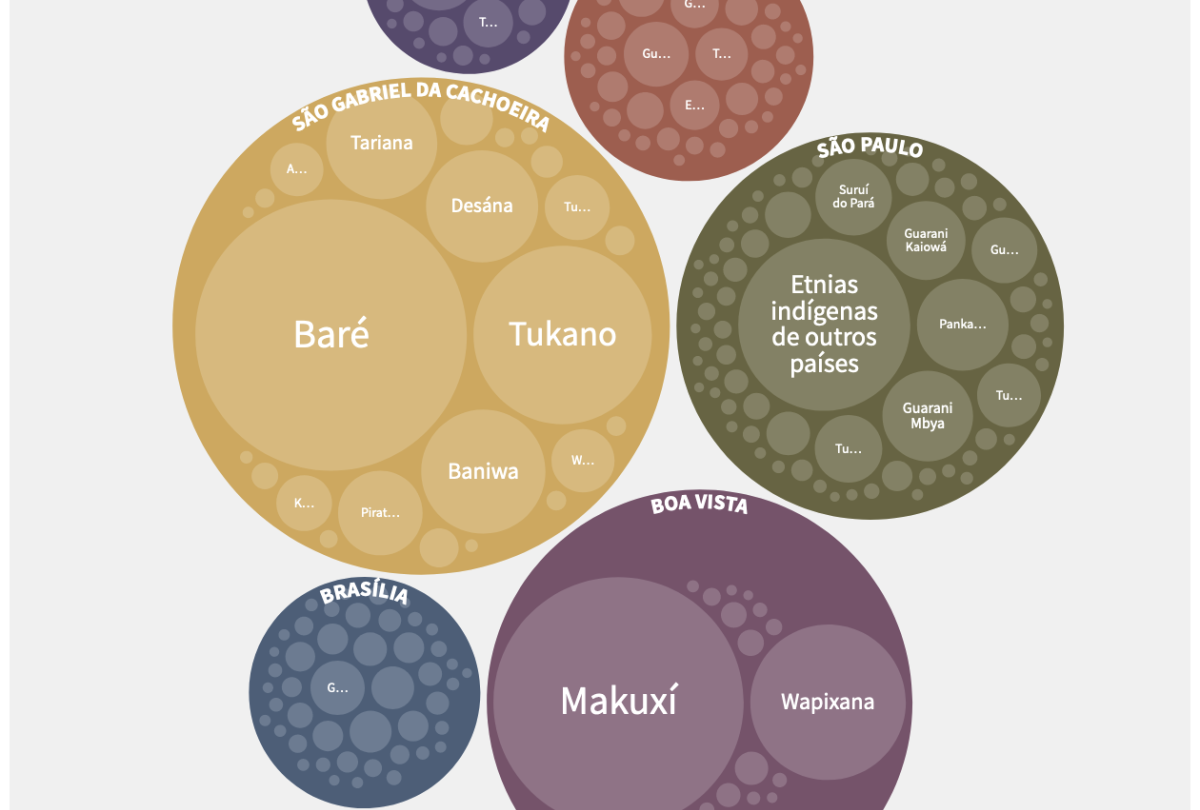 G…
T…
Gu…
T…
E…
SÃO GABRIEL DA CACHOEIRA
Tariana
A…
Desána
Tu…
Baré
Tukano
Baniwa
W…
K…
Pirat…
SÃO PAULO
Suruí
do Pará
Guarani
Kaiowá
Gu…
Etnias
indígenas
de outros
países
Panka…
Tu…
Guarani
Mbya
Tu…
BOA VISTA
Makuxí
Wapixana
BRASÍLIA
G…